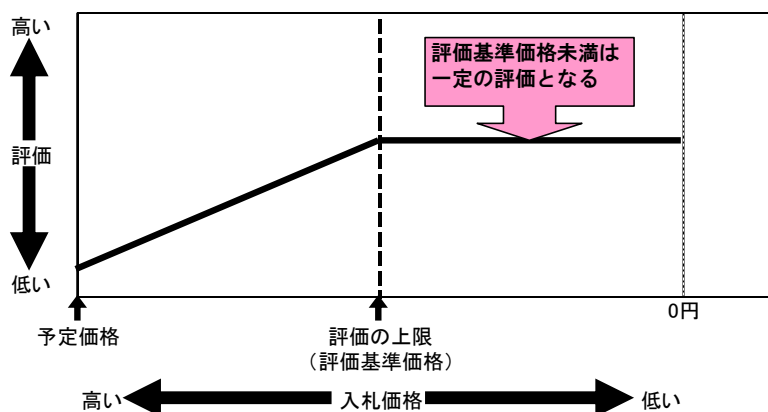 高い
評価
低い
評価基準価格未満は
一定の評価となる
予定価格
評価の上限
（評価基準価格）
0円
高い
入札価格
低い